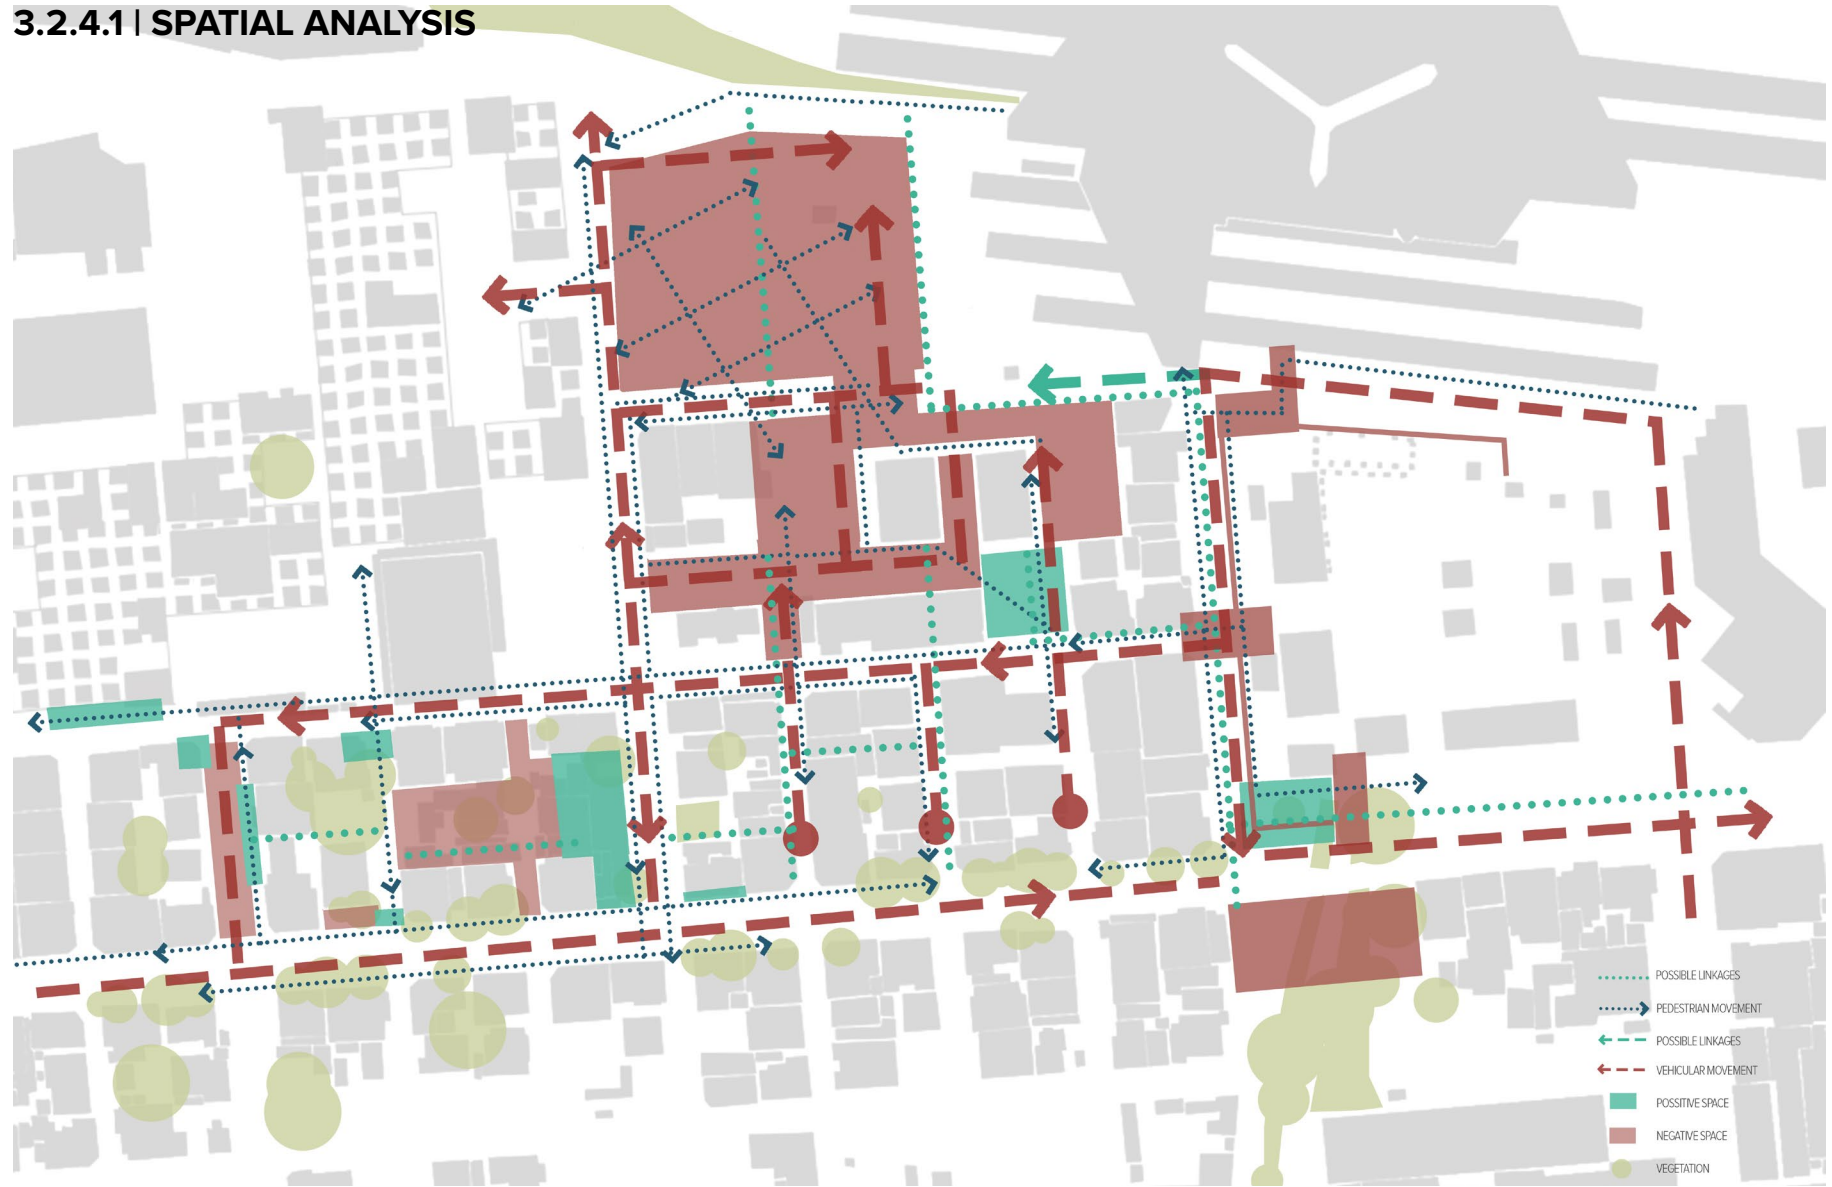 3.2.4.1 | SPATIAL ANALYSIS
POSSIBLE LINKAGES
PEDESTRIAN MOVEMENT
POSSIBLE LINKAGES
VEHICULAR MOVEMENT
POSSITIVE SPACE
NEGATIVE SPACE
VEGETATION